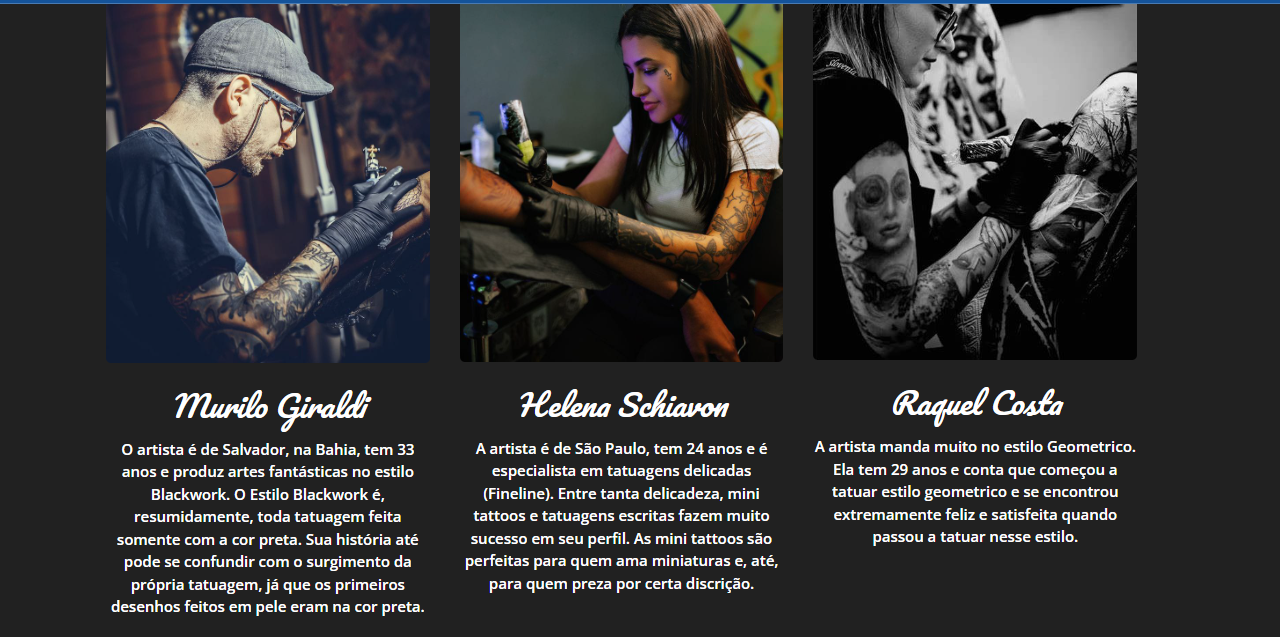 Slovenia
Murilo Giraldi
O artista é de Salvador, na Bahia, tem 33
anos e produz artes fantásticas no estilo
Blackwork. O Estilo Blackwork é,
resumidamente, toda tatuagem feita
somente com a cor preta. Sua história até
pode se confundir com o surgimento da
própria tatuagem, já que os primeiros
desenhos feitos em pele eram na cor preta.
Helena Schiavon
A artista é de São Paulo, tem 24 anos e é
especialista em tatuagens delicadas
(Fineline). Entre tanta delicadeza, mini
tattoos e tatuagens escritas fazem muito
sucesso em seu perfil. As mini tattoos são
perfeitas para quem ama miniaturas e, até,
para quem preza por certa discrição.
Raquel Costa
A artista manda muito no estilo Geometrico.
Ela tem 29 anos e conta que começou a
tatuar estilo geometrico e se encontrou
extremamente feliz e satisfeita quando
passou a tatuar nesse estilo.